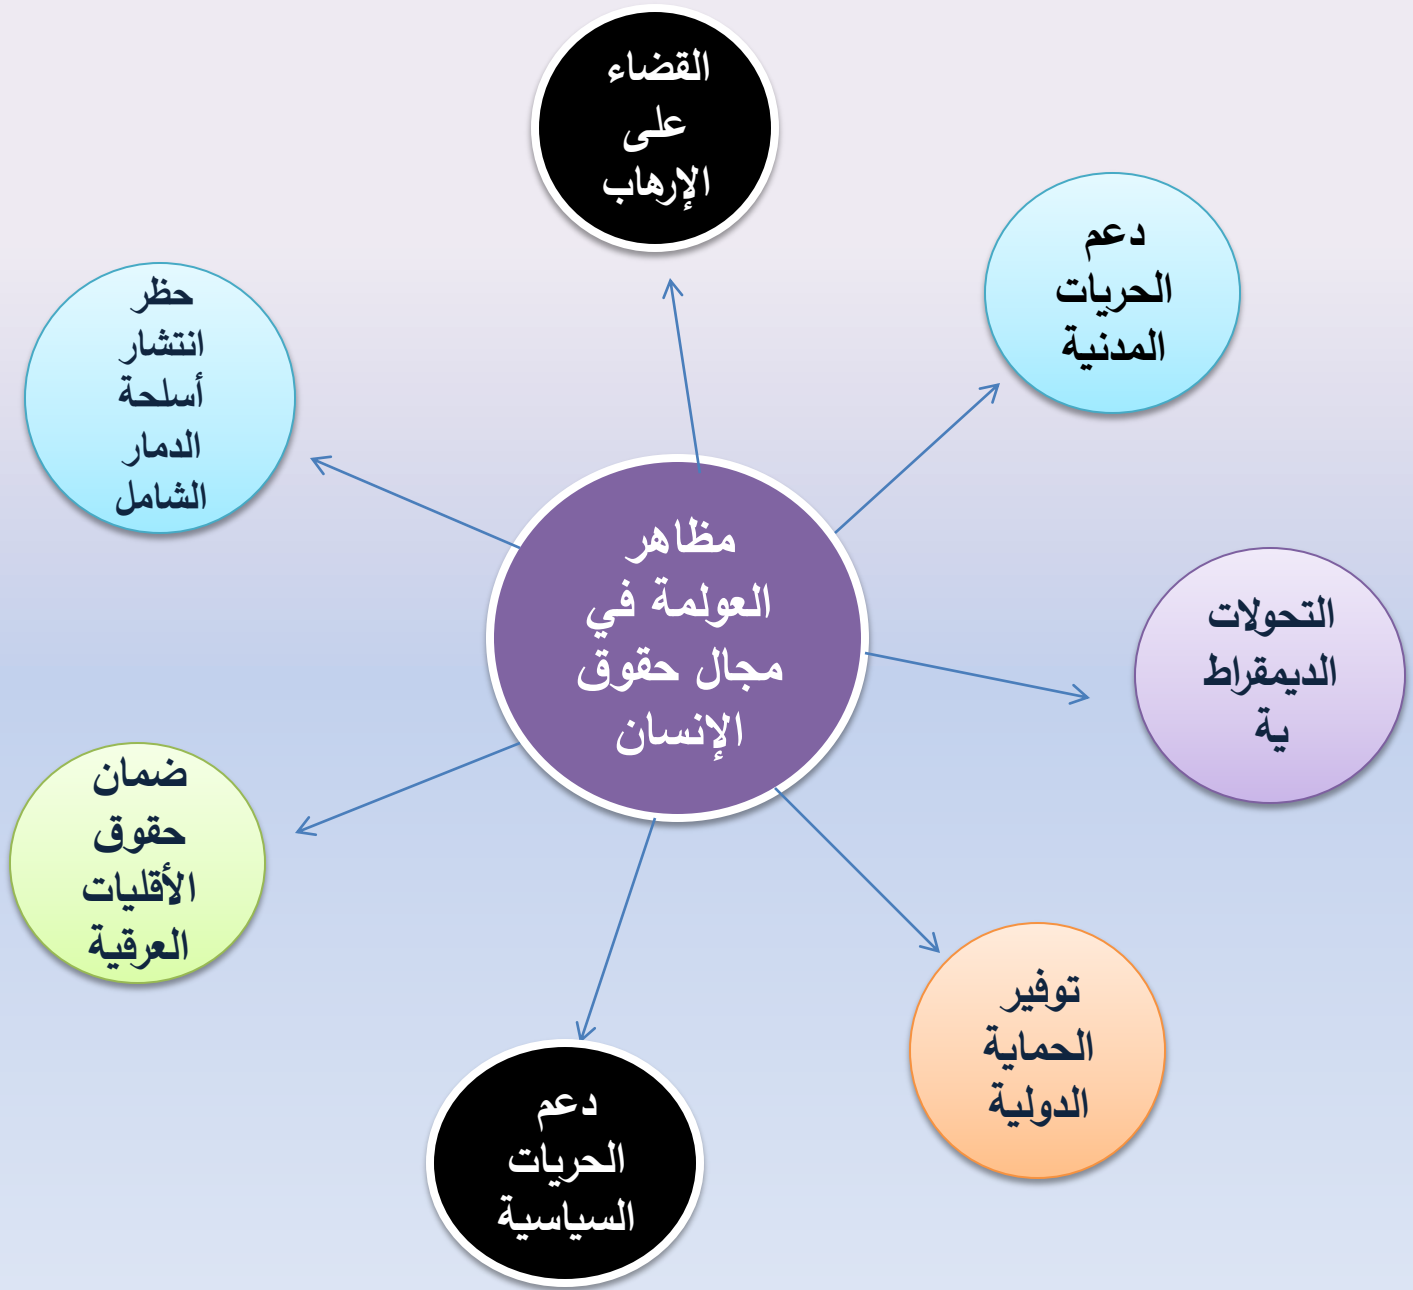 القضاء
على
الإرهاب
دعم
الحريات
المدنية
حظر
انتشار
أسلحة
الدمار
الشامل
مظاهر
العولمة في
مجال حقوق
الإنسان
التحولات
الديمقراط
ية
ضمان
حقوق
الأقليات
العرقية
توفير
الحماية
الدولية
دعم
الحريات
السياسية